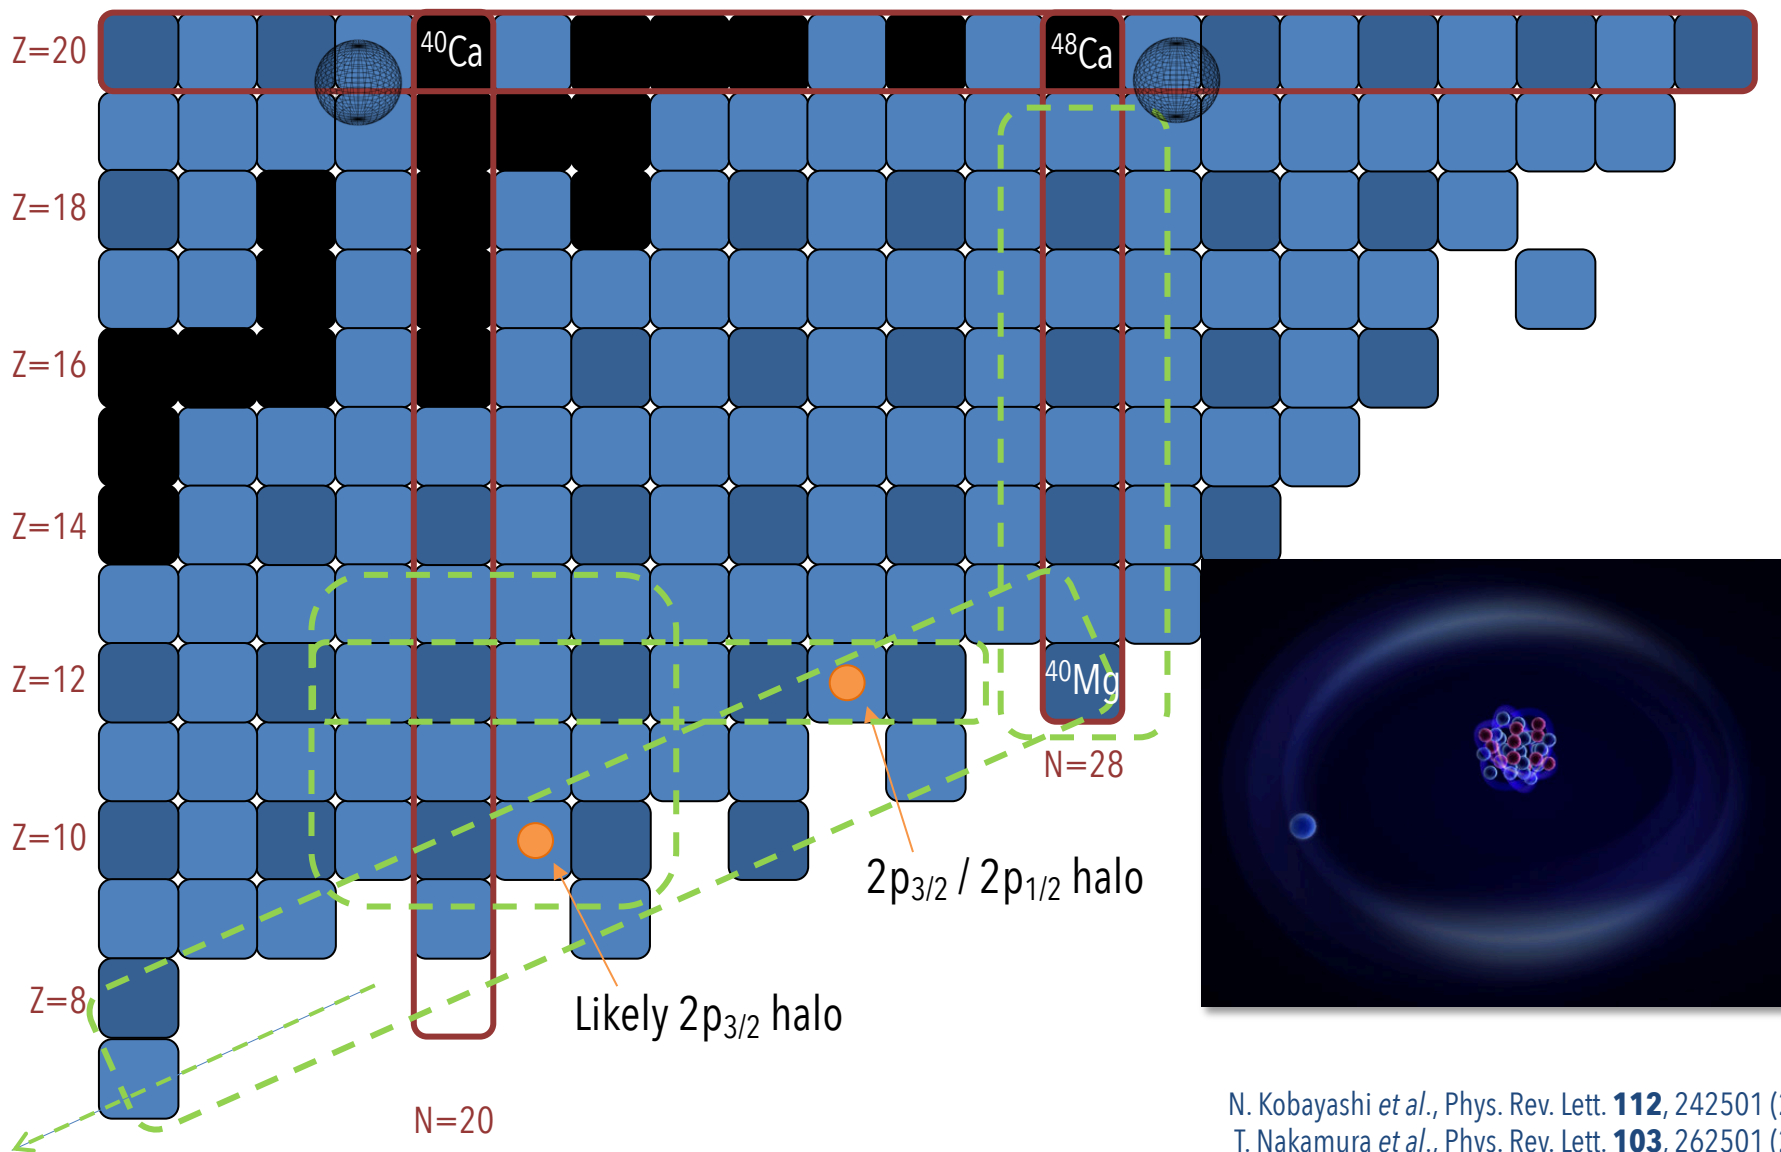 Z=20
⁴⁰Ca
⁴⁸Ca
Z=18
Z=16
Z=14
Z=12
⁴⁰Mg
N=28
Z=10
2p₃/₂ / 2p₁/₂ halo
Z=8
Likely 2p₃/₂ halo
N=20
N. Kobayashi et al., Phys. Rev. Lett. 112, 242501 (
T. Nakamura et al., Phys. Rev. Lett. 103, 262501 (